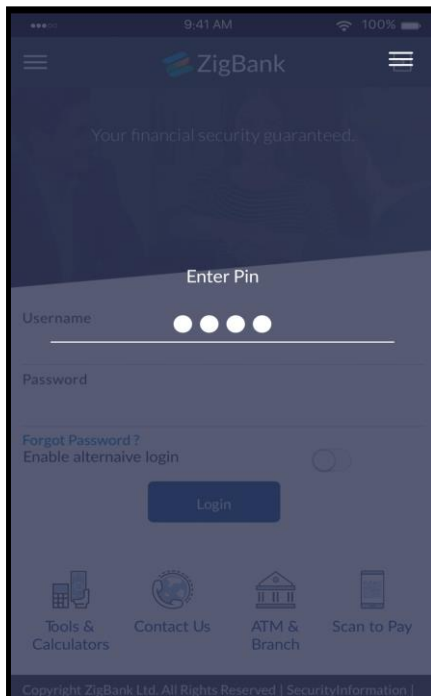 9:41 AM 100%
ZigBank
Your financial security guaranteed.
Enter Pin
Username
Password
Forgot Password ?
Enable alternaive login
Login
Tools & Calculators
Contact Us
ATM & Branch
Scan to Pay
Copyright ZigBank Ltd. All Rights Reserved | SecurityInformation |